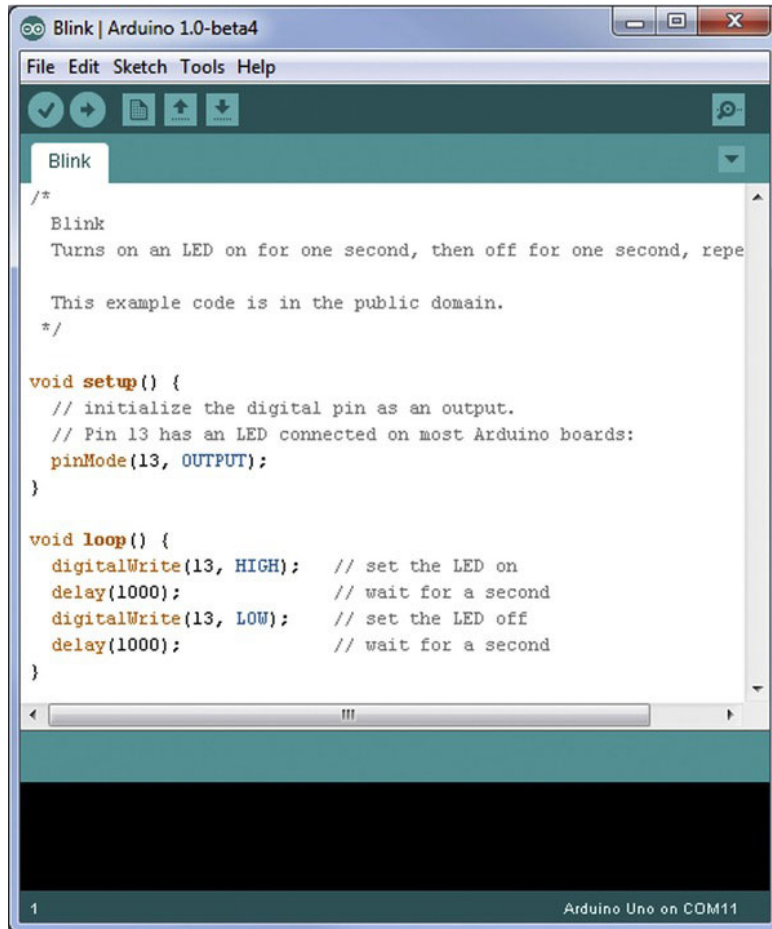 Blink | Arduino 1.0-beta4
File Edit Sketch Tools Help
Blink
/*
  Blink
  Turns on an LED on for one second, then off for one second, repe

  This example code is in the public domain.
 */

void setup() {
  // initialize the digital pin as an output.
  // Pin 13 has an LED connected on most Arduino boards:
  pinMode(13, OUTPUT);
}

void loop() {
  digitalWrite(13, HIGH);   // set the LED on
  delay(1000);              // wait for a second
  digitalWrite(13, LOW);    // set the LED off
  delay(1000);              // wait for a second
}
1
Arduino Uno on COM11